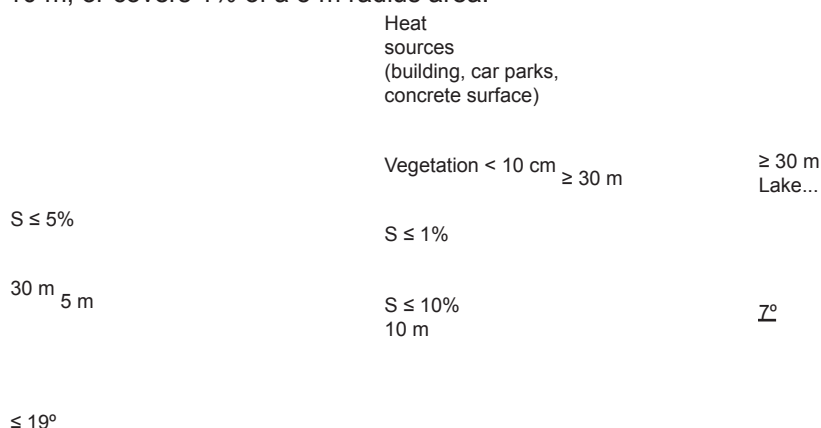 10 m, or covers 1% of a 5 m radius area.
Heat
sources
(building, car parks,
concrete surface)
Vegetation < 10 cm ≥ 30 m
≥ 30 m
Lake...
S ≤ 5%
S ≤ 1%
30 m 5 m
S ≤ 10%
10 m
7º
≤ 19º